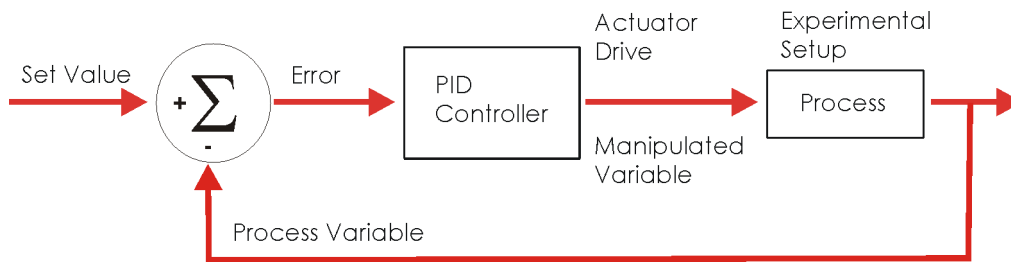 Set Value
+
Σ
-
Error
PID
Controller
Actuator
Drive
Manipulated
Variable
Experimental
Setup
Process
Process Variable